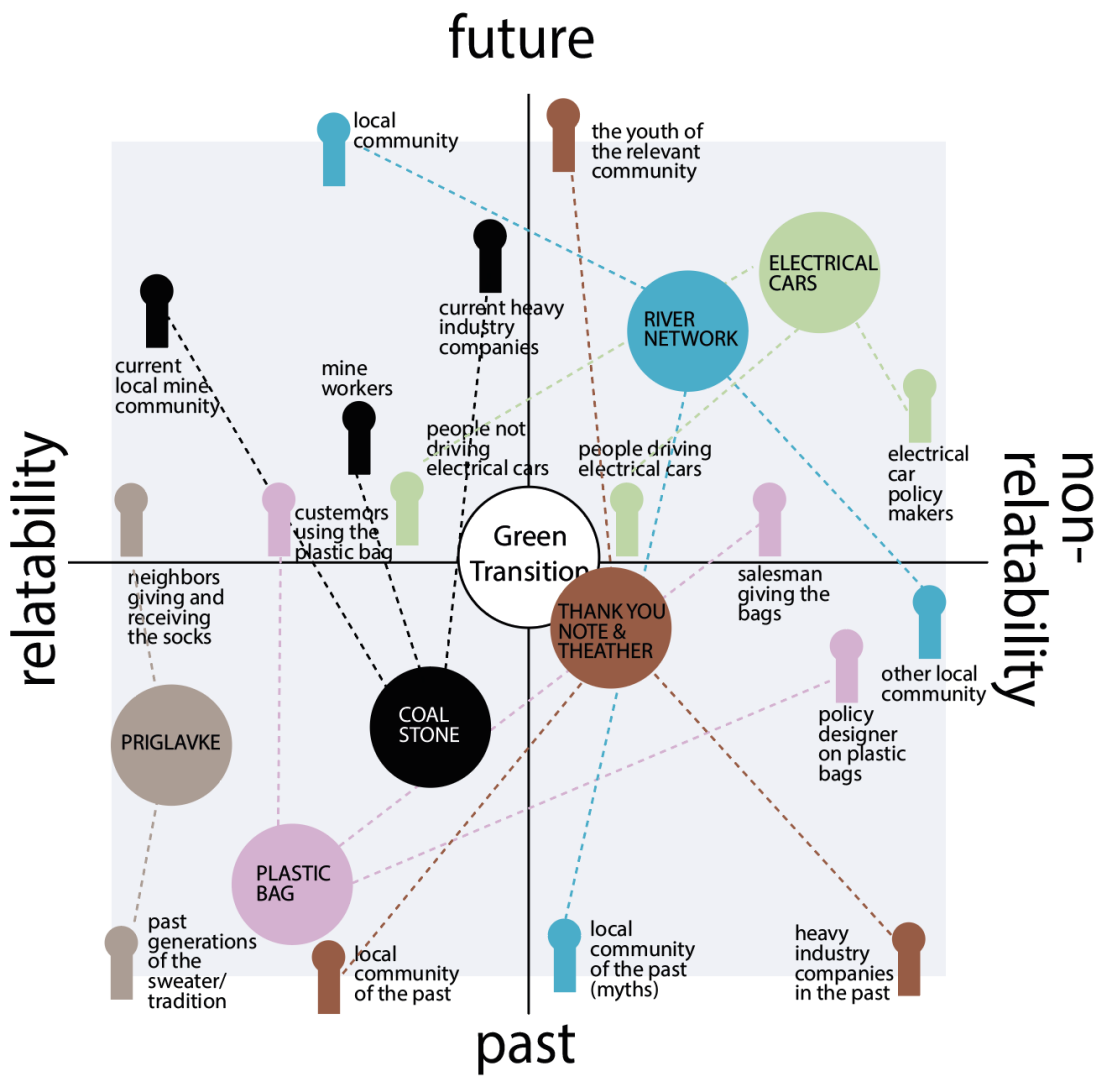 future
local
community
the youth of
the relevant
community
ELECTRICAL
CARS
RIVER
NETWORK
current heavy
industry
companies
current
local mine
community
mine
workers
people not
driving
electrical cars
people driving
electrical cars
electrical
car
policy
makers
relatability
non-
relatability
custemors
using the
plastic bag
Green
Transition
neighbors
giving and
receiving
the socks
salesman
giving the
bags
THANK YOU
NOTE &
THEATHER
other local
community
policy
designer
on plastic
bags
COAL
STONE
PRIGLAVKE
PLASTIC
BAG
past
generations
of the
sweater/
tradition
local
community
of the past
local
community
of the past
(myths)
heavy
industry
companies
in the past
past